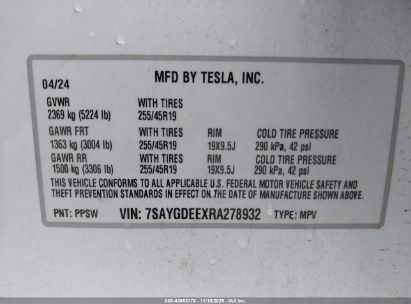 04/24 MFD BY TESLA, INC.
GVWR WITH TIRES
2369 kg (5224 lb) 255/45R19
GAWR FRT WITH TIRES RIM COLD TIRE PRESSURE
1363 kg (3004 lb) 255/45R19 19X9.5J 290 kPa, 42 psi
GAWR RR WITH TIRES RIM COLD TIRE PRESSURE
1500 kg (3306 lb) 255/45R19 19X9.5J 290 kPa, 42 psi
THIS VEHICLE CONFORMS TO ALL APPLICABLE U.S. FEDERAL MOTOR VEHICLE SAFETY AND
THEFT PREVENTION STANDARDS IN EFFECT ON THE DATE OF MANUFACTURE SHOWN ABOVE.
PNT: PPSW VIN: 7SAYGDEEXRA278932 TYPE: MPV